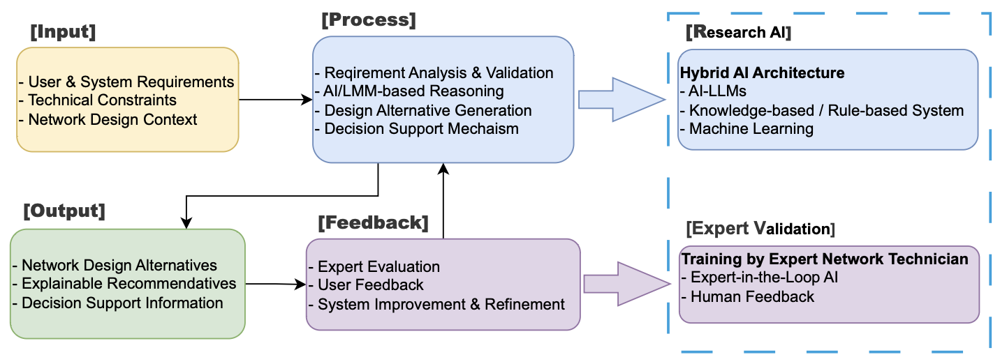 [Input]
- User & System Requirements
- Technical Constraints
- Network Design Context
[Process]
- Reqirement Analysis & Validation
- AI/LMM-based Reasoning
- Design Alternative Generation
- Decision Support Mechaism
[Research AI]
Hybrid AI Architecture
- AI-LLMs
- Knowledge-based / Rule-based System
- Machine Learning
[Output]
- Network Design Alternatives
- Explainable Recommendatives
- Decision Support Information
[Feedback]
- Expert Evaluation
- User Feedback
- System Improvement & Refinement
[Expert Validation]
Training by Expert Network Technician
- Expert-in-the-Loop AI
- Human Feedback